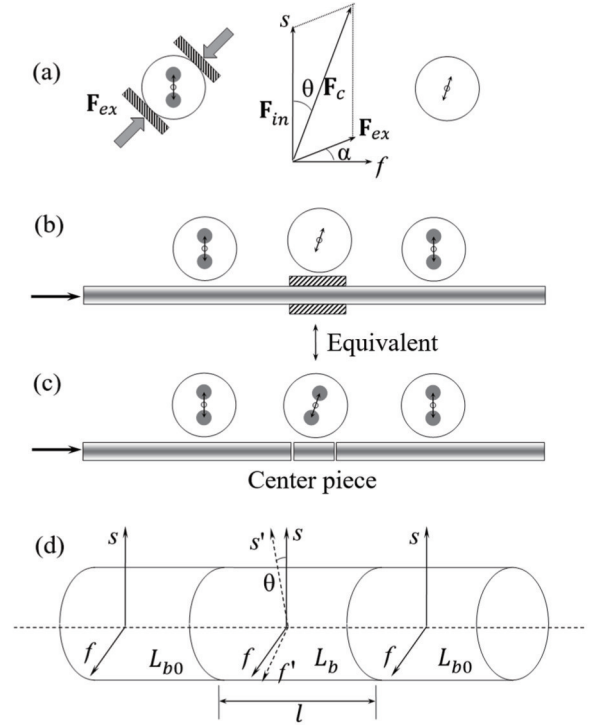 (a)
F_ex
s
θ
F_c
F_in
F_ex
α
f
(b)
Equivalent
(c)
Center piece
(d)
s
s'
s
s
θ
f
L_b0
f
f'
L_b
f
L_b0
l